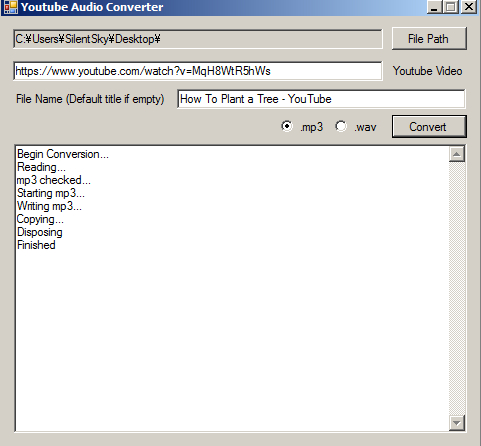 Youtube Audio Converter
C:¥Users¥SilentSky¥Desktop¥
File Path
https://www.youtube.com/watch?v=MqH8WtR5hWs
Youtube Video
File Name (Default title if empty)
How To Plant a Tree - YouTube
.mp3
.wav
Convert
Begin Conversion...
Reading...
mp3 checked...
Starting mp3...
Writing mp3...
Copying...
Disposing
Finished